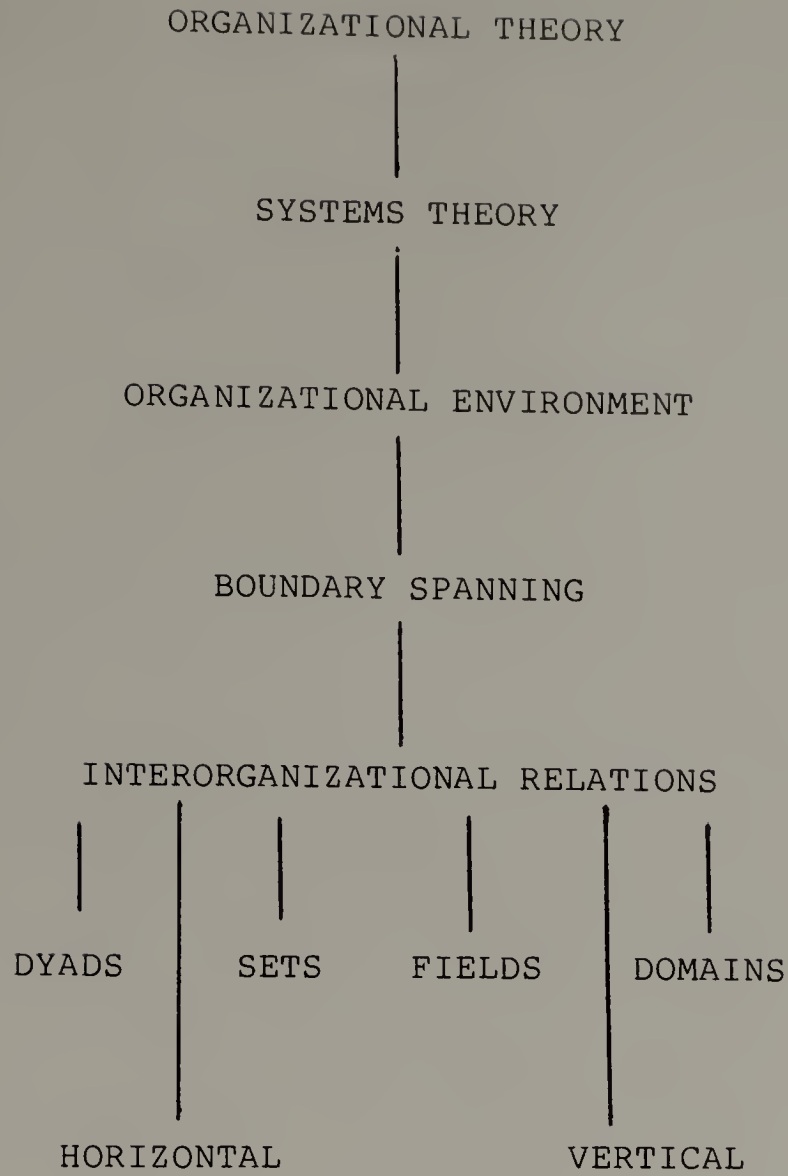 ORGANIZATIONAL THEORY
SYSTEMS THEORY
ORGANIZATIONAL ENVIRONMENT
BOUNDARY SPANNING
INTERORGANIZATIONAL RELATIONS
DYADS SETS FIELDS DOMAINS
HORIZONTAL VERTICAL